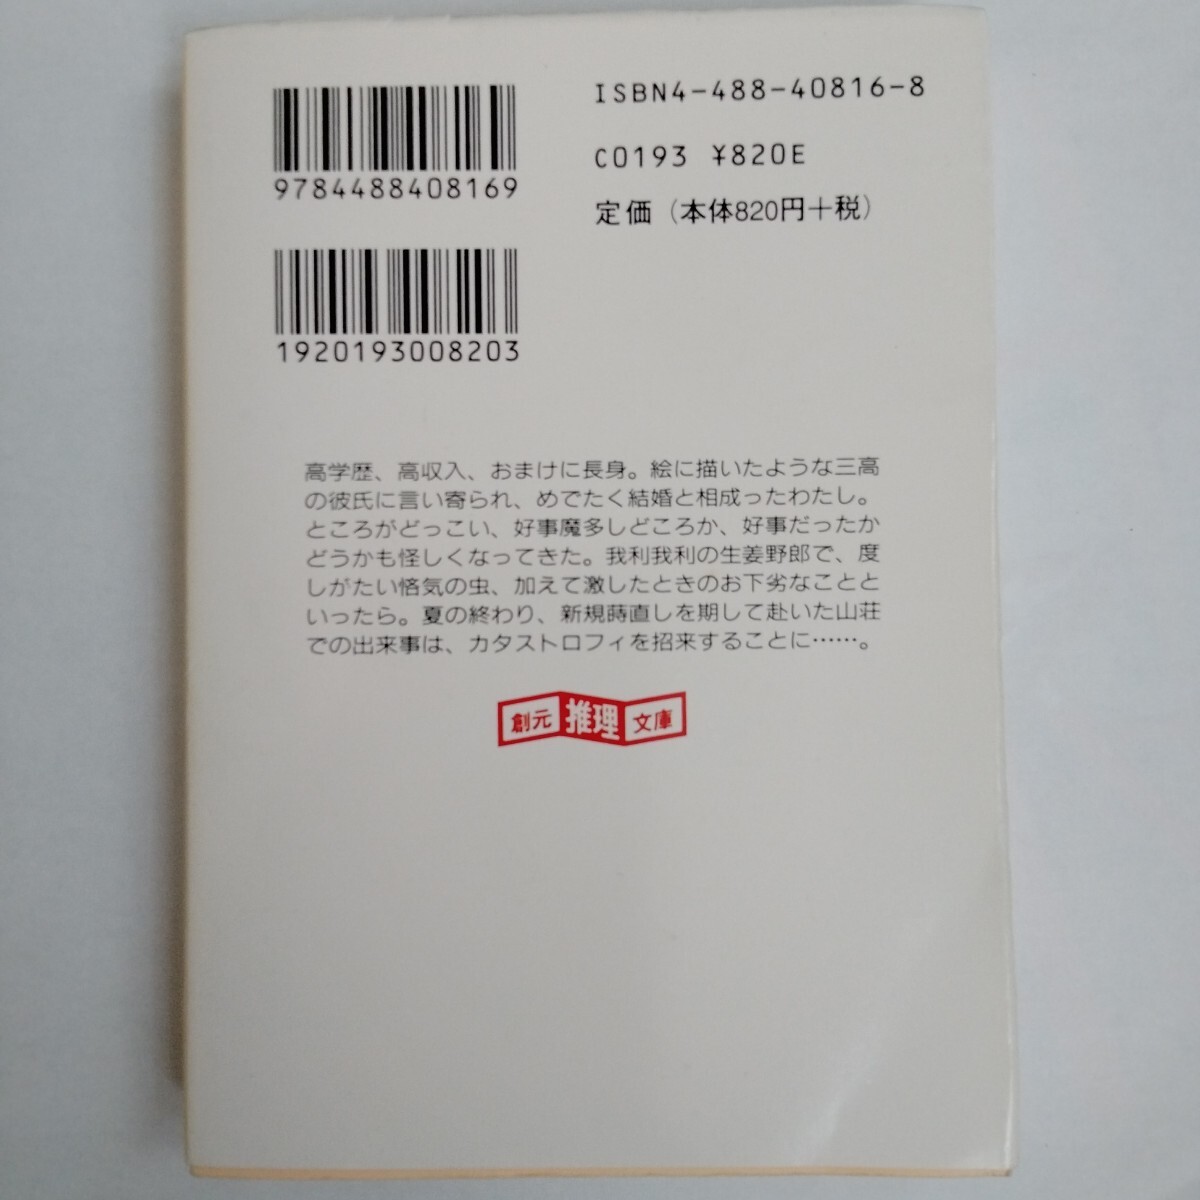 ISBN4-488-40816-8
C0193 ¥820E
定価（本体820円＋税）
9784488408169
1920193008203
高学歴、高収入、おまけに長身。絵に描いたような三高
の彼氏に言い寄られ、めでたく結婚と相成ったわたし。
ところがどっこい、好事魔多しどころか、好事だったか
どうかも怪しくなってきた。我利我利の生姜野郎で、度
しがたい悋気の虫、加えて激したときのお下劣なことと
いったら。夏の終わり、新規蒔直しを期して赴いた山荘
での出来事は、カタストロフィを招来することに……。
創元推理文庫